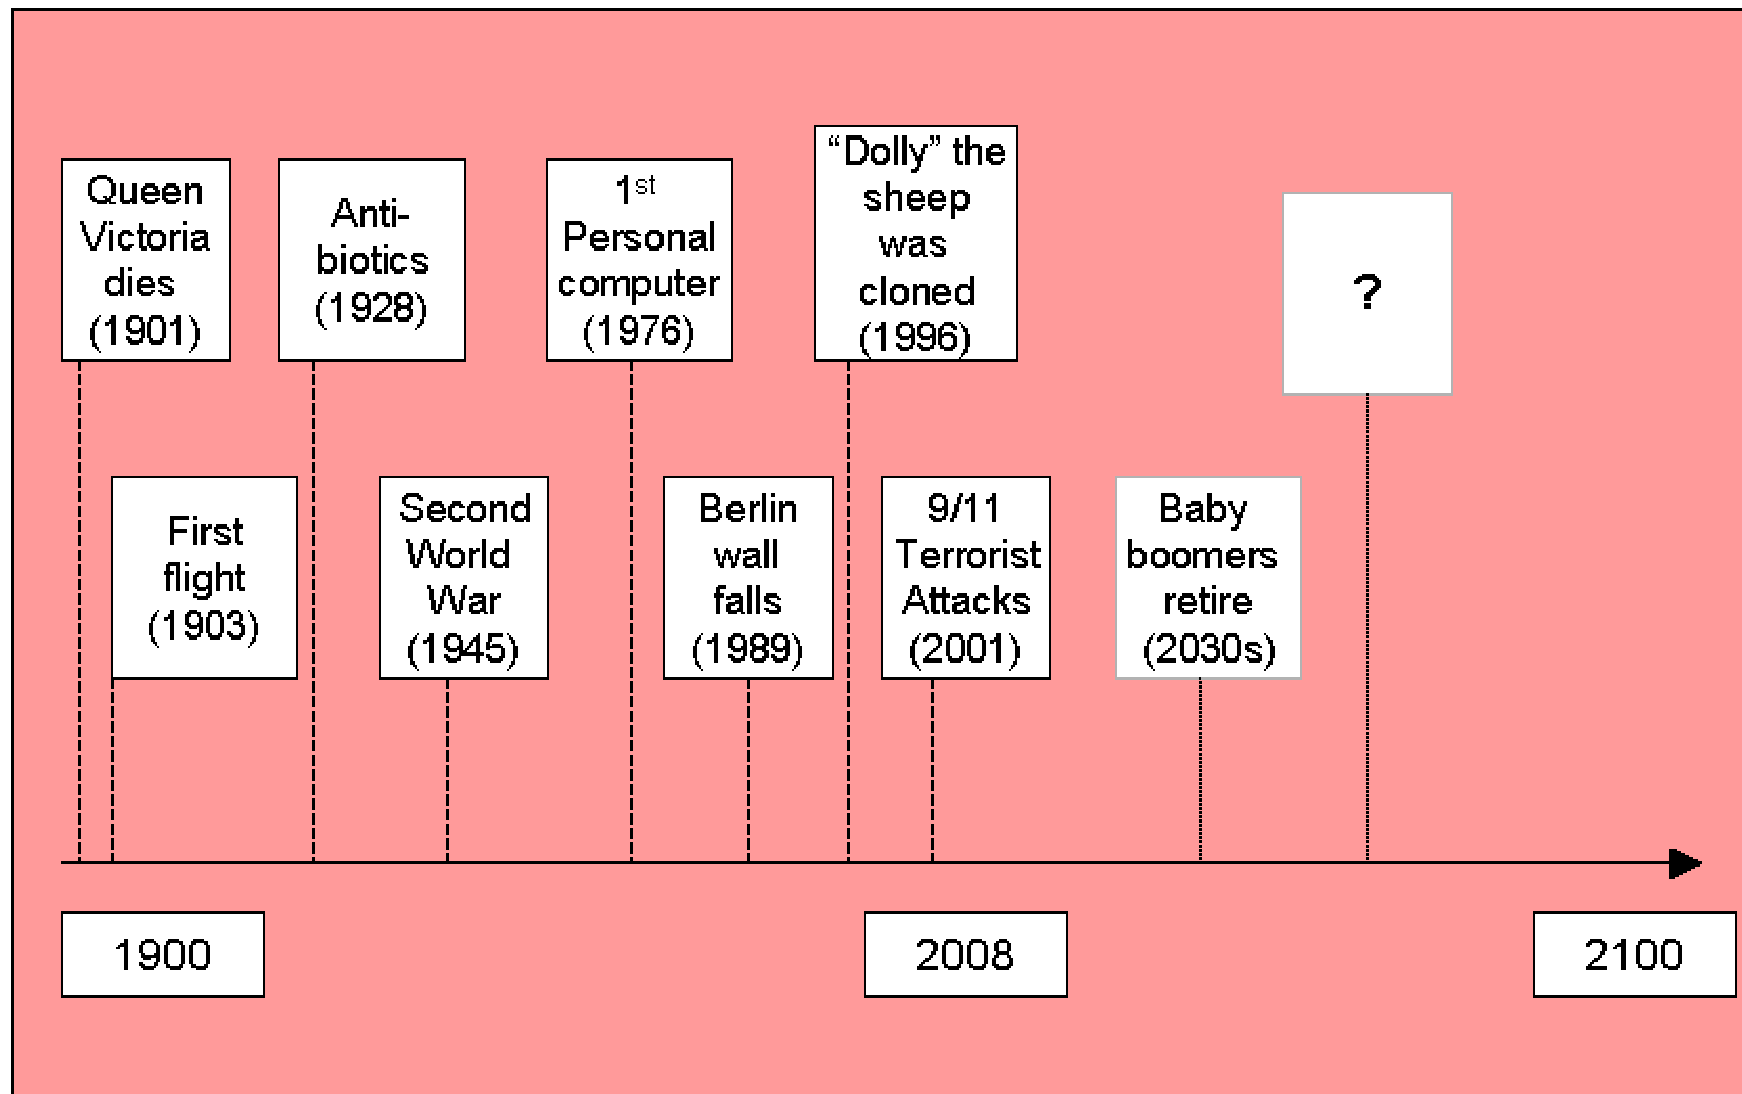 Queen
Victoria
dies
(1901)
Anti-
biotics
(1928)
1st
Personal
computer
(1976)
“Dolly” the
sheep
was
cloned
(1996)
?
First
flight
(1903)
Second
World
War
(1945)
Berlin
wall
falls
(1989)
9/11
Terrorist
Attacks
(2001)
Baby
boomers
retire
(2030s)
1900
2008
2100